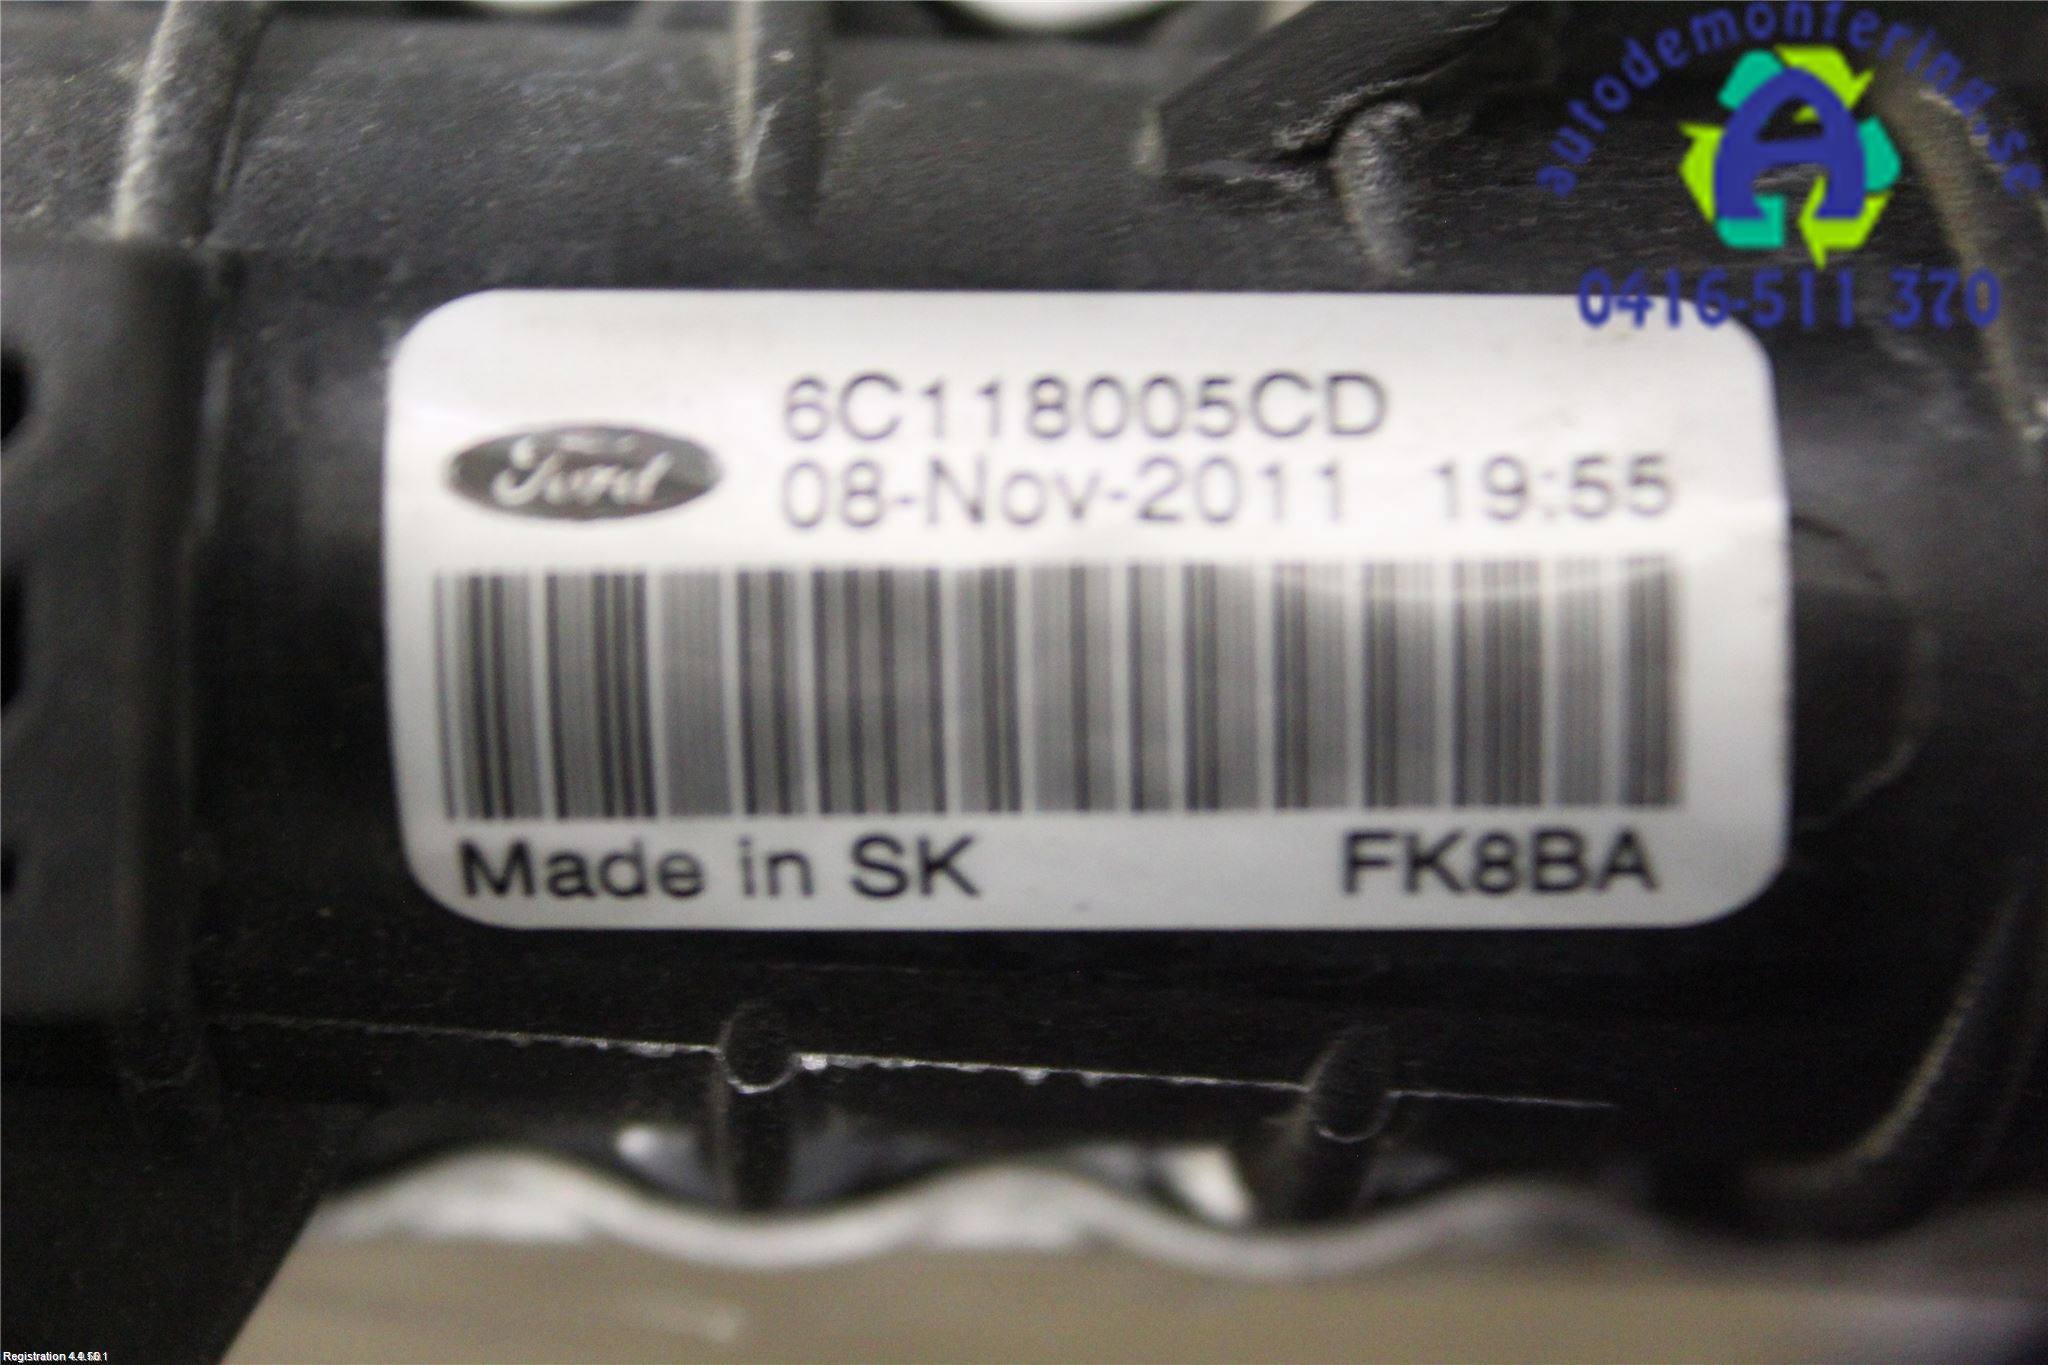 autodemontering.se
A
0416-511 370
6C118005CD
Ford
08-Nov-2011 19:55
Made in SK FK8BA